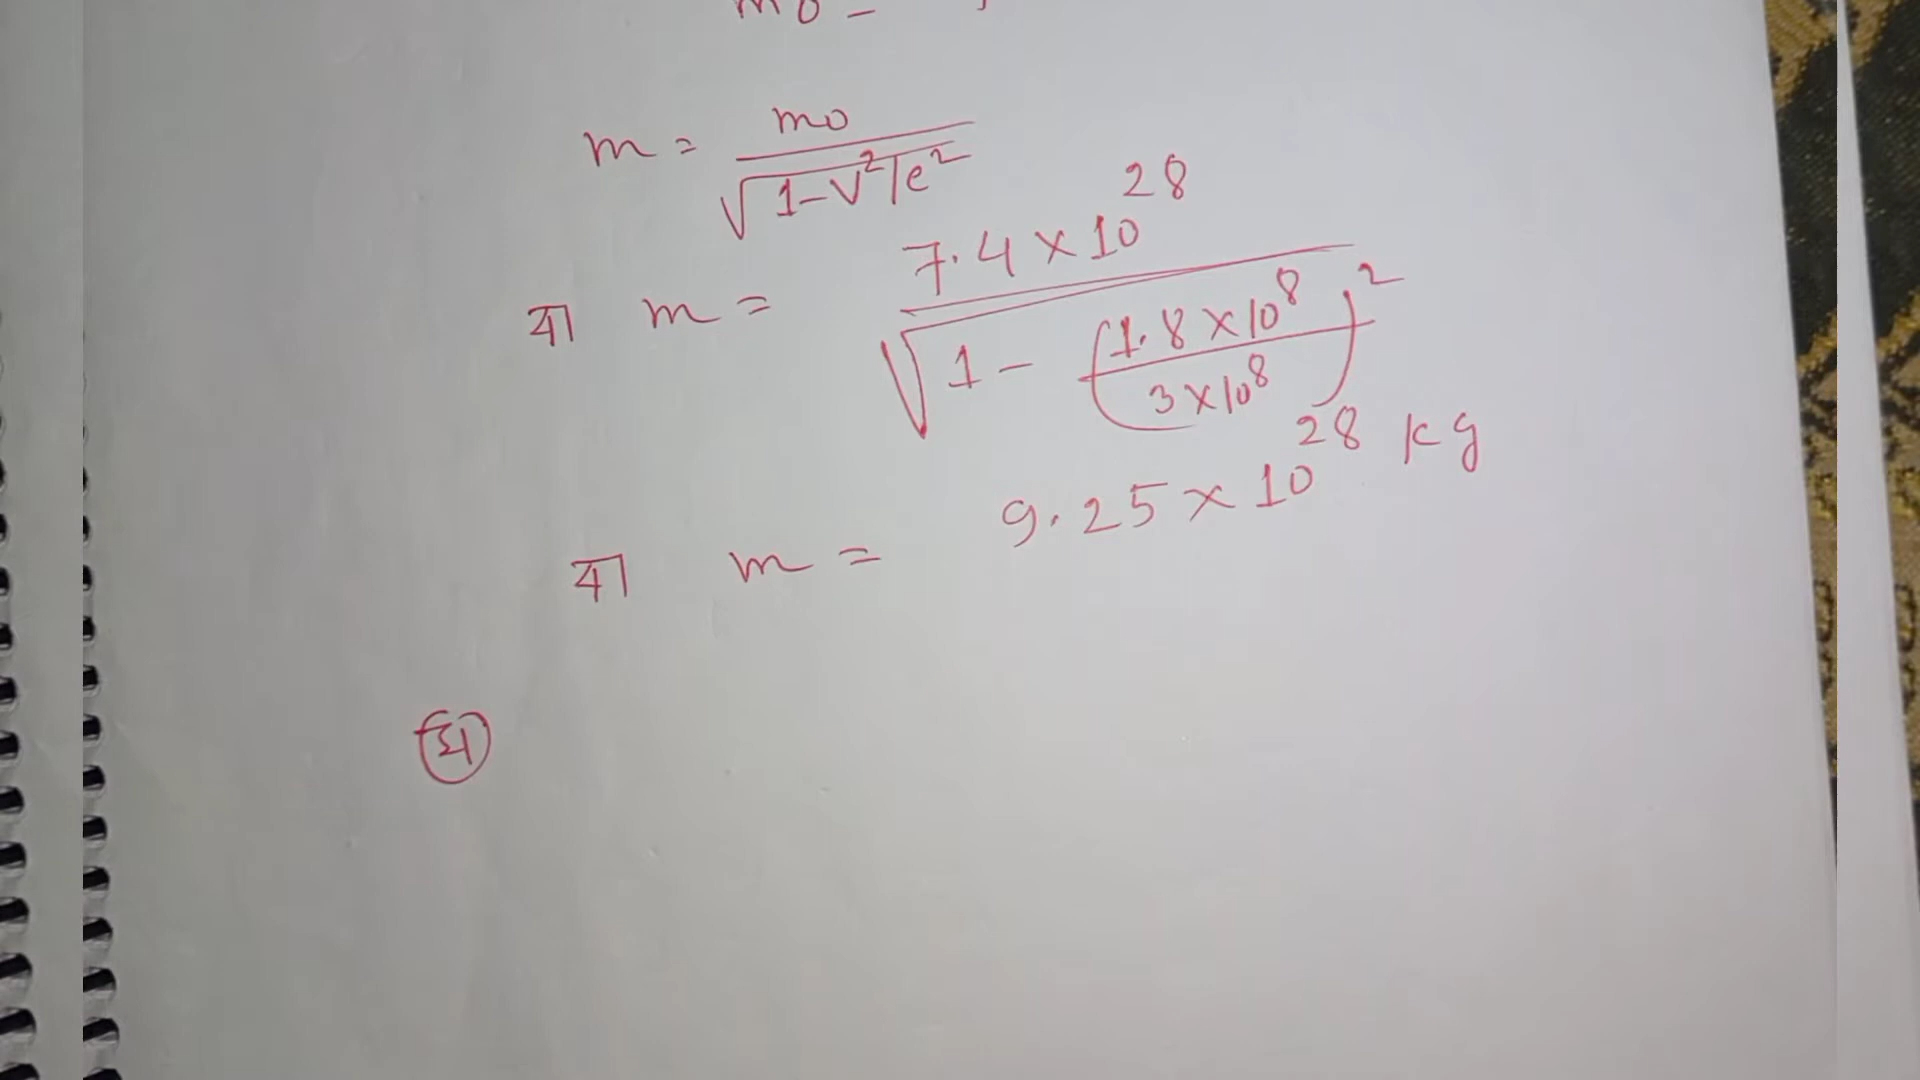 m = m0 / √1-v²/c²
या m = 7.4 × 10^28 / √1 - (1.8 × 10^8 / 3 × 10^8)²
या m = 9.25 × 10^28 kg
घ